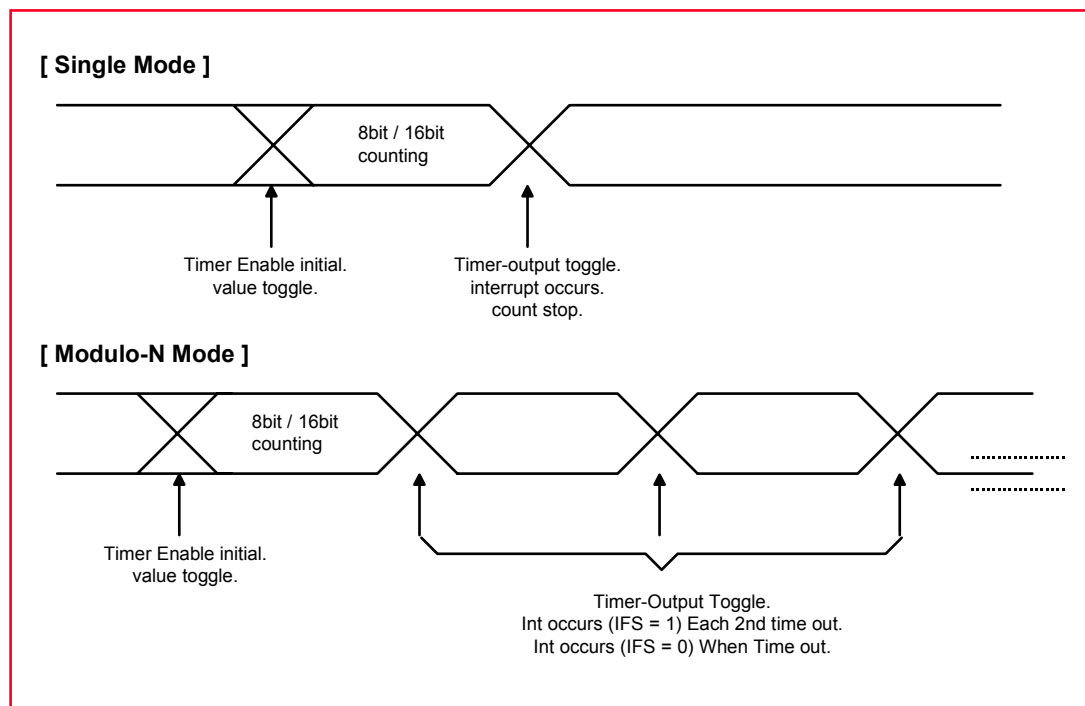 [ Single Mode ]
8bit / 16bit
counting
Timer Enable initial.
value toggle.
Timer-output toggle.
interrupt occurs.
count stop.
[ Modulo-N Mode ]
8bit / 16bit
counting
Timer Enable initial.
value toggle.
Timer-Output Toggle.
Int occurs (IFS = 1) Each 2nd time out.
Int occurs (IFS = 0) When Time out.